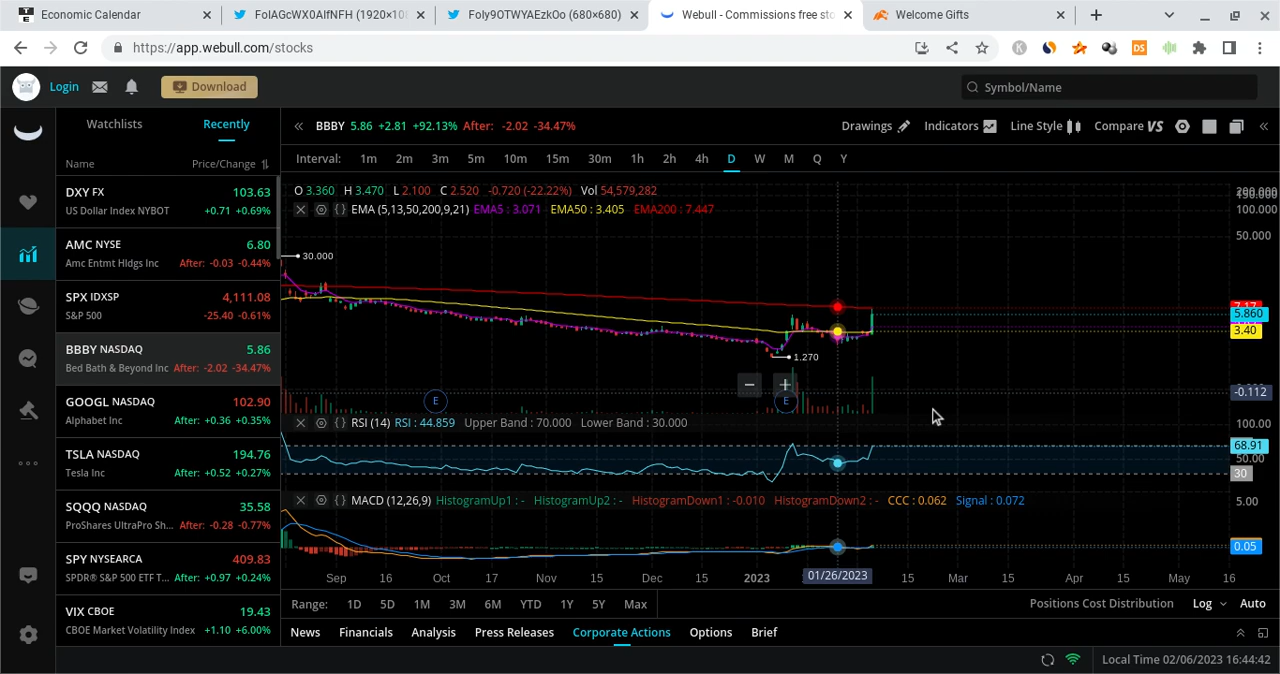 Economic Calendar
FoIAGcWX0AIfNFH (1920×10
FoIy9OTWYAEzkOo (680×680)
Webull - Commissions free sto
Welcome Gifts
https://app.webull.com/stocks
Login
Download
Symbol/Name
Watchlists
Recently
Name
Price/Change
DXY FX
103.63
US Dollar Index NYBOT
+0.71 +0.69%
AMC NYSE
6.80
Amc Entmt Hldgs Inc
After: -0.03 -0.44%
SPX IDXSP
4,111.08
S&P 500
-25.40 -0.61%
BBBY NASDAQ
5.86
Bed Bath & Beyond Inc
After: -2.02 -34.47%
GOOGL NASDAQ
102.90
Alphabet Inc
After: +0.36 +0.35%
TSLA NASDAQ
194.76
Tesla Inc
After: +0.52 +0.27%
SQQQ NASDAQ
35.58
ProShares UltraPro Sh...
After: -0.28 -0.77%
SPY NYSEARCA
409.83
SPDR® S&P 500 ETF T...
After: +0.97 +0.24%
VIX CBOE
19.43
CBOE Market Volatility Index
+1.10 +6.00%
BBBY 5.86 +2.81 +92.13% After: -2.02 -34.47%
Drawings
Indicators
Line Style
Compare VS
Interval: 1m 2m 3m 5m 10m 15m 30m 1h 2h 4h D W M Q Y
O 3.360 H 3.470 L 2.100 C 2.520 -0.720 (-22.22%) Vol 54,579,282
EMA (5,13,50,200,9,21) EMA5 : 3.071 EMA50 : 3.405 EMA200 : 7.447
100.000
50.000
30.000
5.860
3.40
1.270
-0.112
E
E
RSI (14) RSI : 44.859 Upper Band : 70.000 Lower Band : 30.000
100.00
68.91
50.00
30
MACD (12,26,9) HistogramUp1 : - HistogramUp2 : - HistogramDown1 : -0.010 HistogramDown2 : - CCC : 0.062 Signal : 0.072
5.00
0.05
Sep 16 Oct 17 Nov 15 Dec 15 2023 01/26/2023 15 Mar 15 Apr 15 May 16
Range: 1D 5D 1M 3M 6M YTD 1Y 5Y Max
Positions Cost Distribution
Log
Auto
News
Financials
Analysis
Press Releases
Corporate Actions
Options
Brief
Local Time 02/06/2023 16:44:42